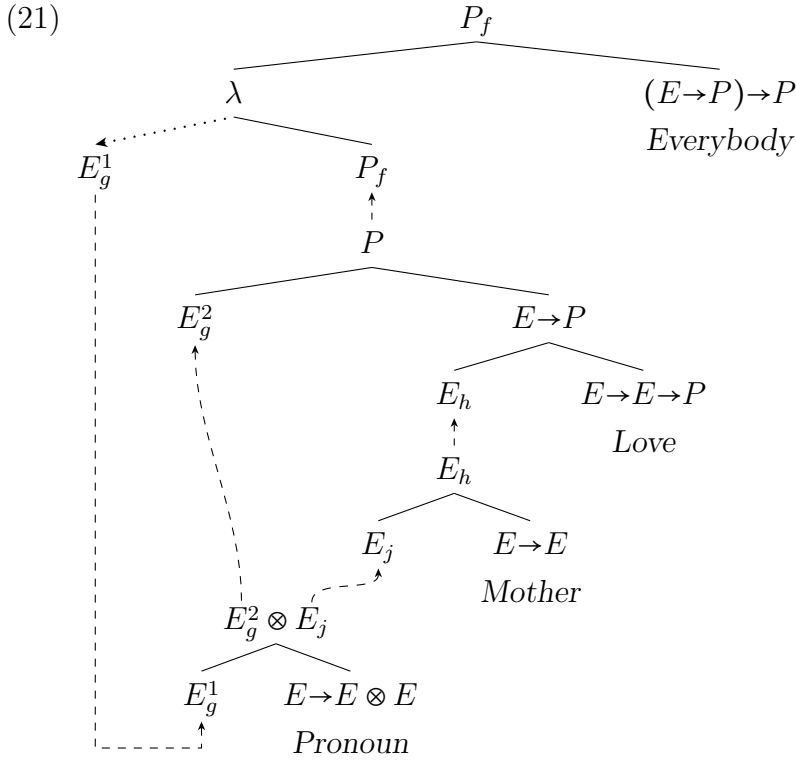 (21) P_f
λ (E→P)→P
Everybody
E_g^1 P_f
P
E_g^2 E→P
E_h E→E→P
Love
E_h
E_j E→E
Mother
E_g^2 ⊗ E_j
E_g^1 E→E ⊗ E
Pronoun